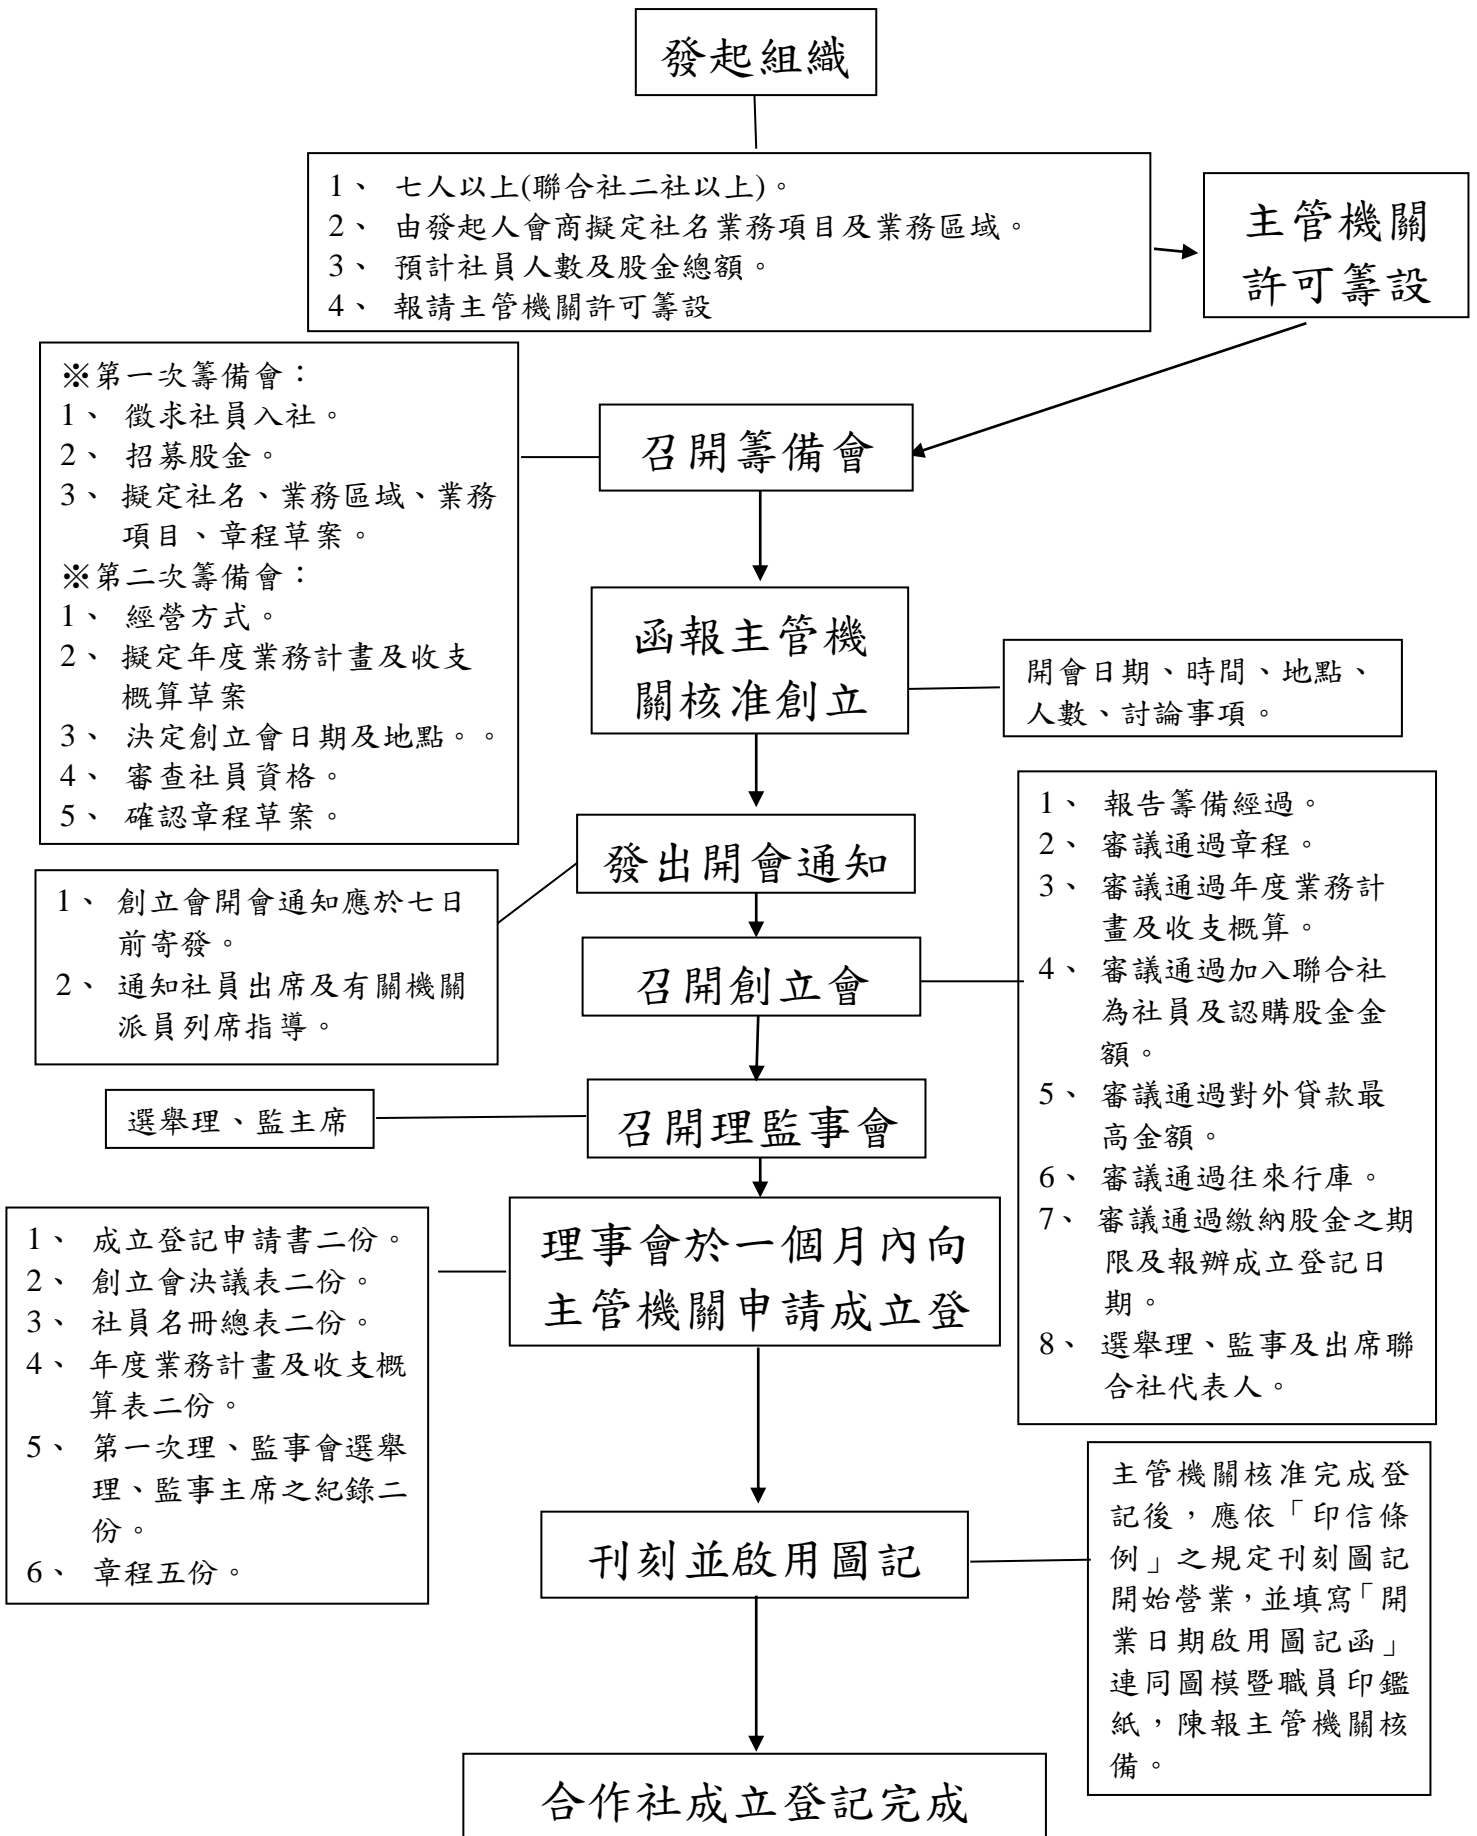 發起組織
1、 七人以上(聯合社二社以上)。
2、 由發起人會商擬定社名業務項目及業務區域。
3、 預計社員人數及股金總額。
4、 報請主管機關許可籌設
主管機關
許可籌設
※第一次籌備會：
1、 徵求社員入社。
2、 招募股金。
3、 擬定社名、業務區域、業務
項目、章程草案。
※第二次籌備會：
1、 經營方式。
2、 擬定年度業務計畫及收支
概算草案
3、 決定創立會日期及地點。。
4、 審查社員資格。
5、 確認章程草案。
召開籌備會
函報主管機
關核准創立
開會日期、時間、地點、
人數、討論事項。
發出開會通知
1、 創立會開會通知應於七日
前寄發。
2、 通知社員出席及有關機關
派員列席指導。
召開創立會
1、 報告籌備經過。
2、 審議通過章程。
3、 審議通過年度業務計
畫及收支概算。
4、 審議通過加入聯合社
為社員及認購股金金
額。
5、 審議通過對外貸款最
高金額。
6、 審議通過往來行庫。
7、 審議通過繳納股金之期
限及報辦成立登記日
期。
8、 選舉理、監事及出席聯
合社代表人。
選舉理、監主席
召開理監事會
1、 成立登記申請書二份。
2、 創立會決議表二份。
3、 社員名冊總表二份。
4、 年度業務計畫及收支概
算表二份。
5、 第一次理、監事會選舉
理、監事主席之紀錄二
份。
6、 章程五份。
理事會於一個月內向
主管機關申請成立登
刊刻並啟用圖記
主管機關核准完成登
記後，應依「印信條
例」之規定刊刻圖記
開始營業，並填寫「開
業日期啟用圖記函」
連同圖模暨職員印鑑
紙，陳報主管機關核
備。
合作社成立登記完成